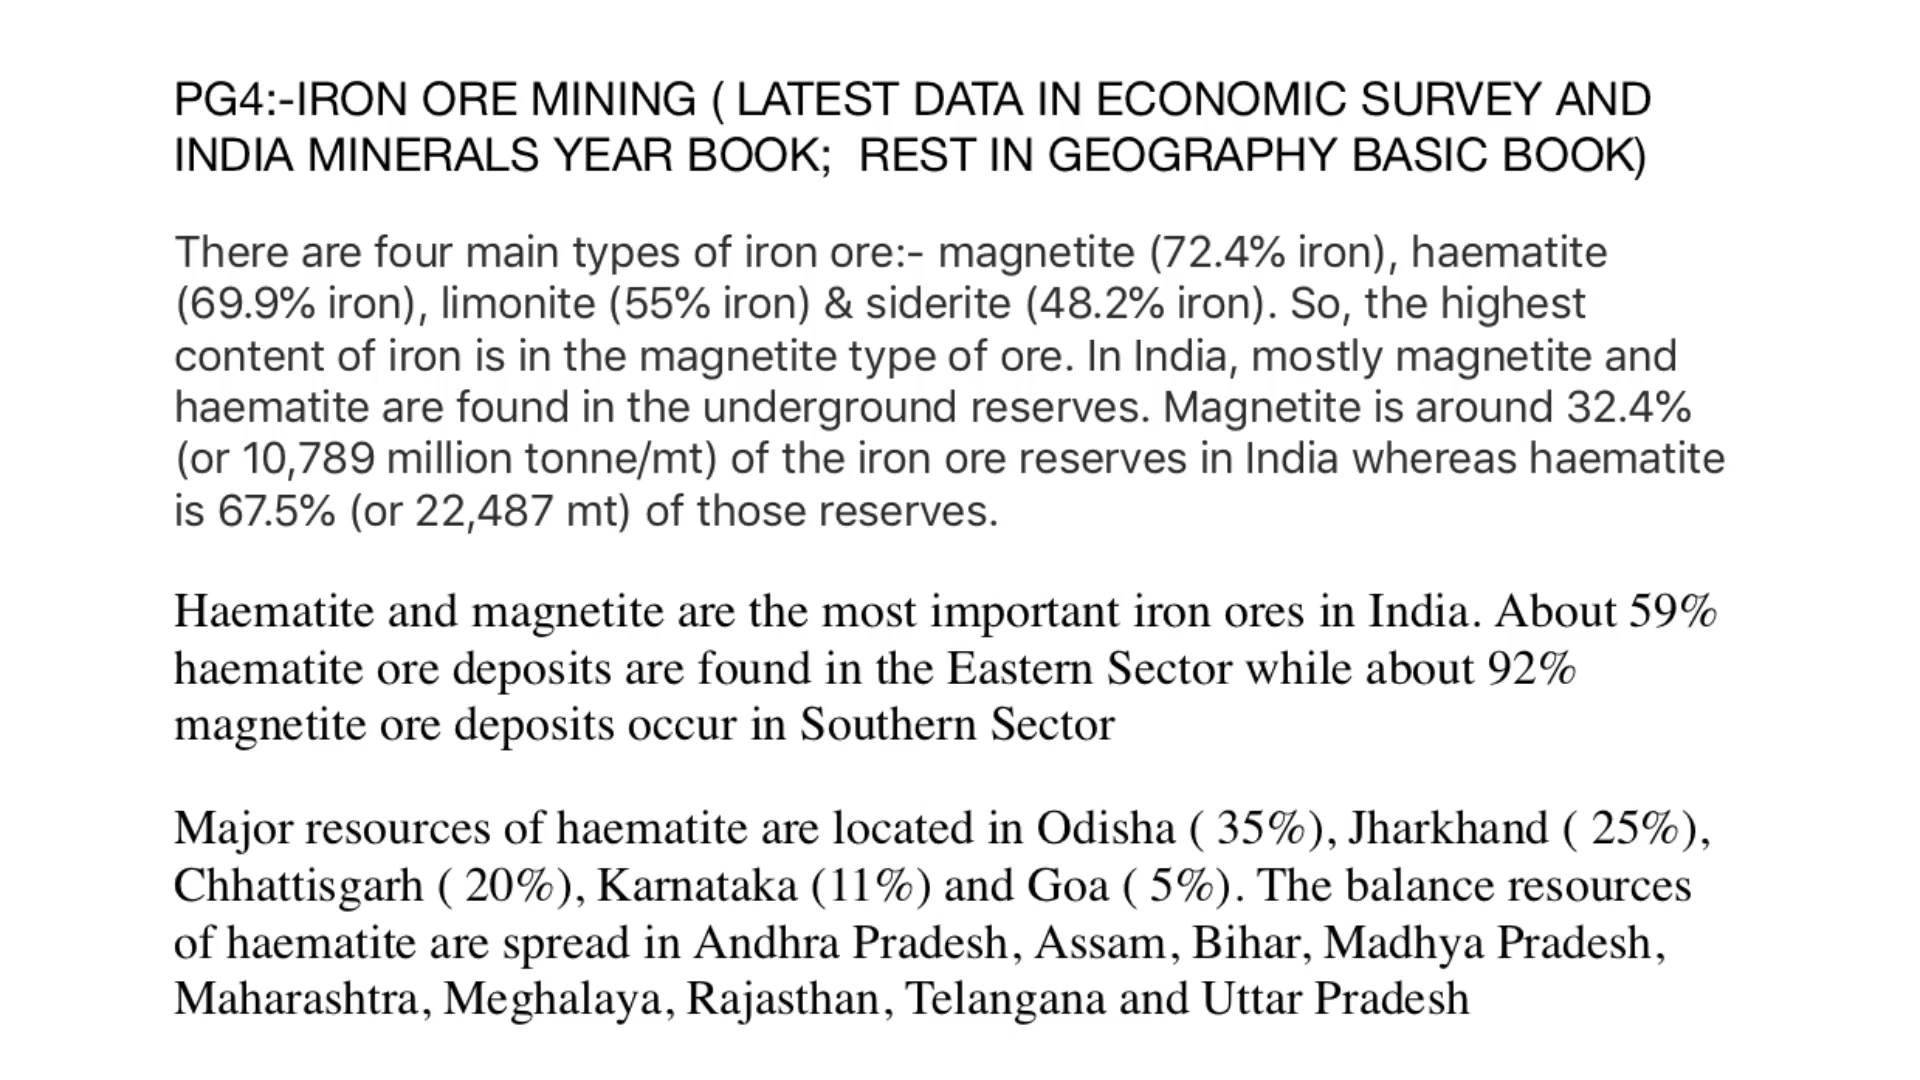 PG4:-IRON ORE MINING ( LATEST DATA IN ECONOMIC SURVEY AND
INDIA MINERALS YEAR BOOK;  REST IN GEOGRAPHY BASIC BOOK)
There are four main types of iron ore:- magnetite (72.4% iron), haematite
(69.9% iron), limonite (55% iron) & siderite (48.2% iron). So, the highest
content of iron is in the magnetite type of ore. In India, mostly magnetite and
haematite are found in the underground reserves. Magnetite is around 32.4%
(or 10,789 million tonne/mt) of the iron ore reserves in India whereas haematite
is 67.5% (or 22,487 mt) of those reserves.
Haematite and magnetite are the most important iron ores in India. About 59%
haematite ore deposits are found in the Eastern Sector while about 92%
magnetite ore deposits occur in Southern Sector
Major resources of haematite are located in Odisha ( 35%), Jharkhand ( 25%),
Chhattisgarh ( 20%), Karnataka (11%) and Goa ( 5%). The balance resources
of haematite are spread in Andhra Pradesh, Assam, Bihar, Madhya Pradesh,
Maharashtra, Meghalaya, Rajasthan, Telangana and Uttar Pradesh